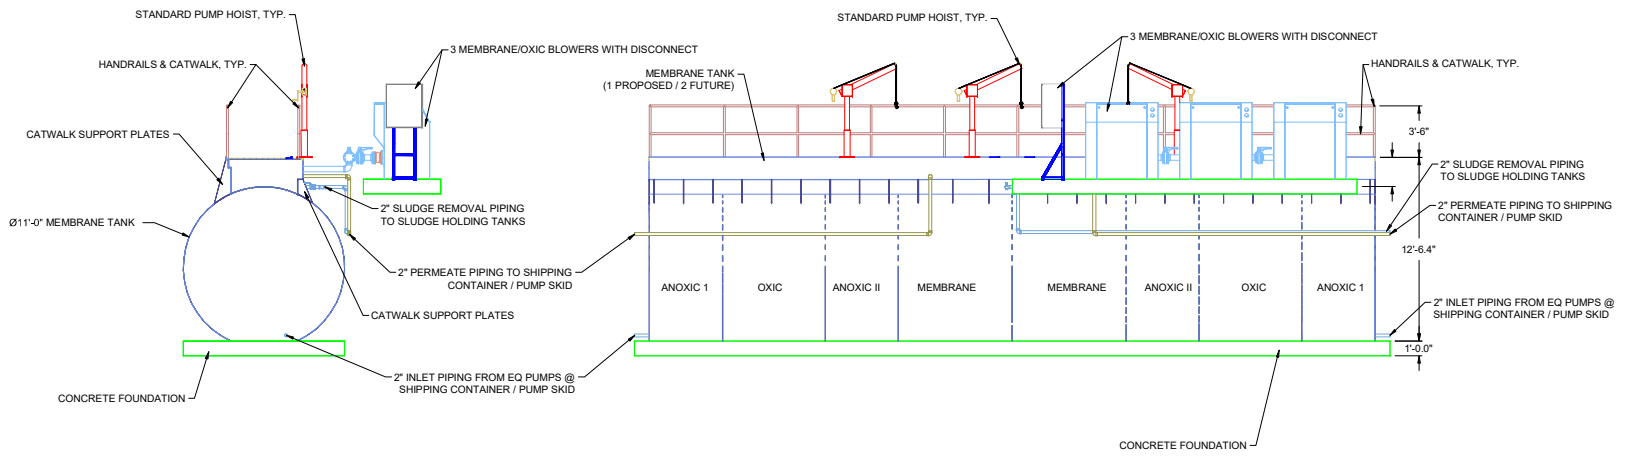 STANDARD PUMP HOIST, TYP.
HANDRAILS & CATWALK, TYP.
3 MEMBRANE/OXIC BLOWERS WITH DISCONNECT
CATWALK SUPPORT PLATES
Ø11'-0" MEMBRANE TANK
2" SLUDGE REMOVAL PIPING
TO SLUDGE HOLDING TANKS
2" PERMEATE PIPING TO SHIPPING
CONTAINER / PUMP SKID
CATWALK SUPPORT PLATES
2" INLET PIPING FROM EQ PUMPS @
SHIPPING CONTAINER / PUMP SKID
CONCRETE FOUNDATION
STANDARD PUMP HOIST, TYP.
3 MEMBRANE/OXIC BLOWERS WITH DISCONNECT
MEMBRANE TANK
(1 PROPOSED / 2 FUTURE)
HANDRAILS & CATWALK, TYP.
3'-6"
2" SLUDGE REMOVAL PIPING
TO SLUDGE HOLDING TANKS
2" PERMEATE PIPING TO SHIPPING
CONTAINER / PUMP SKID
12'-6.4"
ANOXIC 1
OXIC
ANOXIC II
MEMBRANE
MEMBRANE
ANOXIC II
OXIC
ANOXIC 1
2" INLET PIPING FROM EQ PUMPS @
SHIPPING CONTAINER / PUMP SKID
1'-0.0"
CONCRETE FOUNDATION